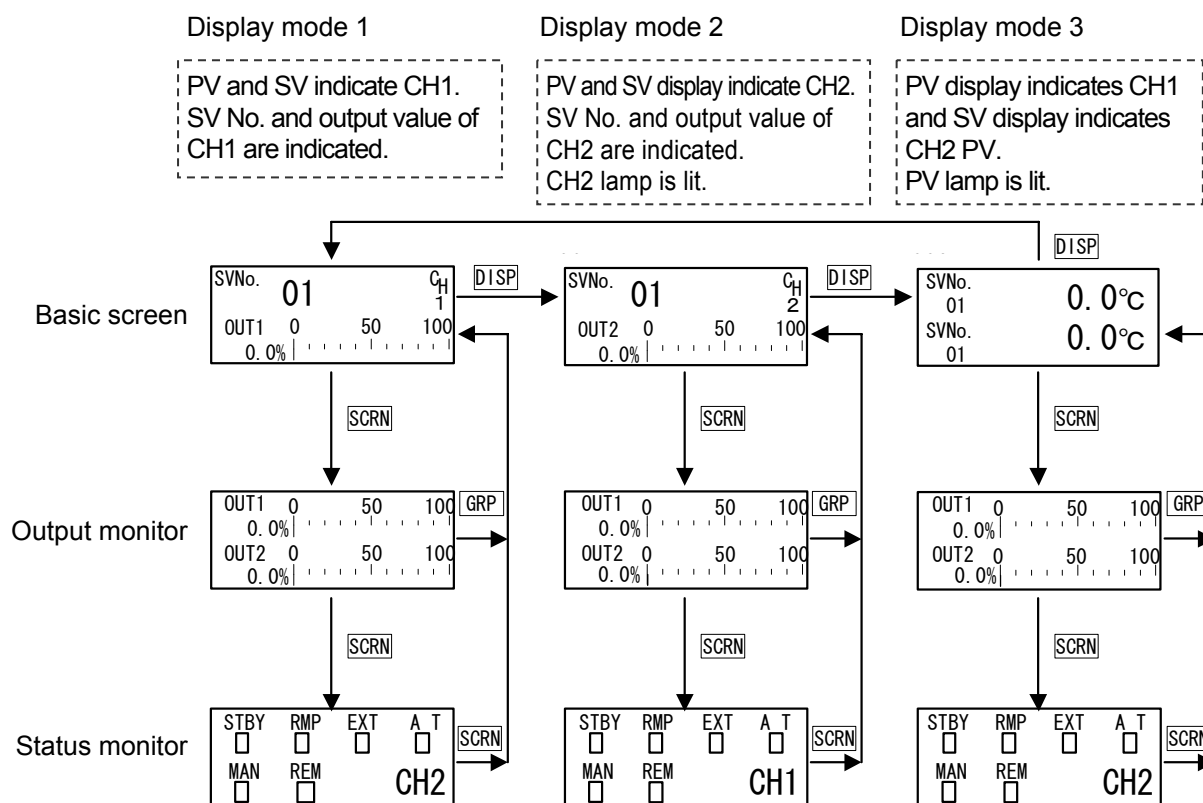 Display mode 1
Display mode 2
Display mode 3
PV and SV indicate CH1.
SV No. and output value of
CH1 are indicated.
PV and SV display indicate CH2.
SV No. and output value of
CH2 are indicated.
CH2 lamp is lit.
PV display indicates CH1
and SV display indicates
CH2 PV.
PV lamp is lit.
DISP
Basic screen
SVNo. 01 CH1
OUT1 0 50 100
0.0%
DISP
SVNo. 01 CH2
OUT2 0 50 100
0.0%
DISP
SVNo.
01 0.0°C
SVNo.
01 0.0°C
SCRN
SCRN
SCRN
Output monitor
OUT1 0 50 100
0.0%
OUT2 0 50 100
0.0%
GRP
OUT1 0 50 100
0.0%
OUT2 0 50 100
0.0%
GRP
OUT1 0 50 100
0.0%
OUT2 0 50 100
0.0%
GRP
SCRN
SCRN
SCRN
Status monitor
STBY RMP EXT AT
MAN REM CH2
SCRN
STBY RMP EXT AT
MAN REM CH1
SCRN
STBY RMP EXT AT
MAN REM CH2
SCRN